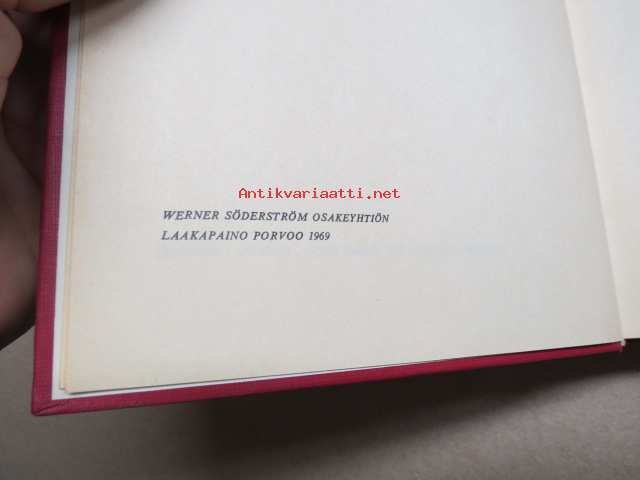 Antikvariaatti.net
WERNER SÖDERSTRÖM OSAKEYHTIÖN
LAAKAPAINO PORVOO 1969